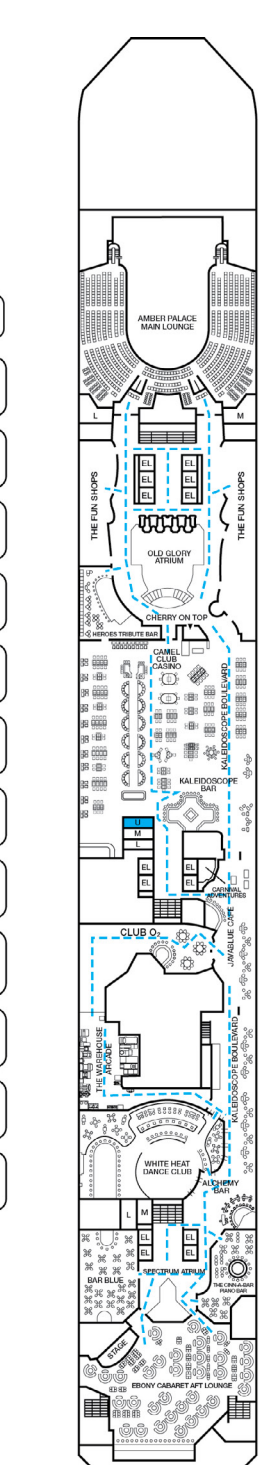 AMBER PALACE
MAIN LOUNGE
L
M
THE FUN SHOPS
THE FUN SHOPS
EL
EL
EL
EL
EL
EL
OLD GLORY
ATRIUM
CHERRY ON TOP
HEROES TRIBUTE BAR
CAMEL
CLUB
CASINO
KALEIDOSCOPE BOULEVARD
KALEIDOSCOPE
BAR
U
M
L
EL
EL
EL
EL
CARNIVAL
ADVENTURES
JAVABLUE CAFE
CLUB O2
THE WAREHOUSE
ARCADE
KALEIDOSCOPE BOULEVARD
WHITE HEAT
DANCE CLUB
ALCHEMY
BAR
L
M
EL
EL
EL
EL
SPECTRUM ATRIUM
BAR BLUE
THE CINN-A-BAR
PIANO BAR
STAGE
EBONY CABARET AFT LOUNGE